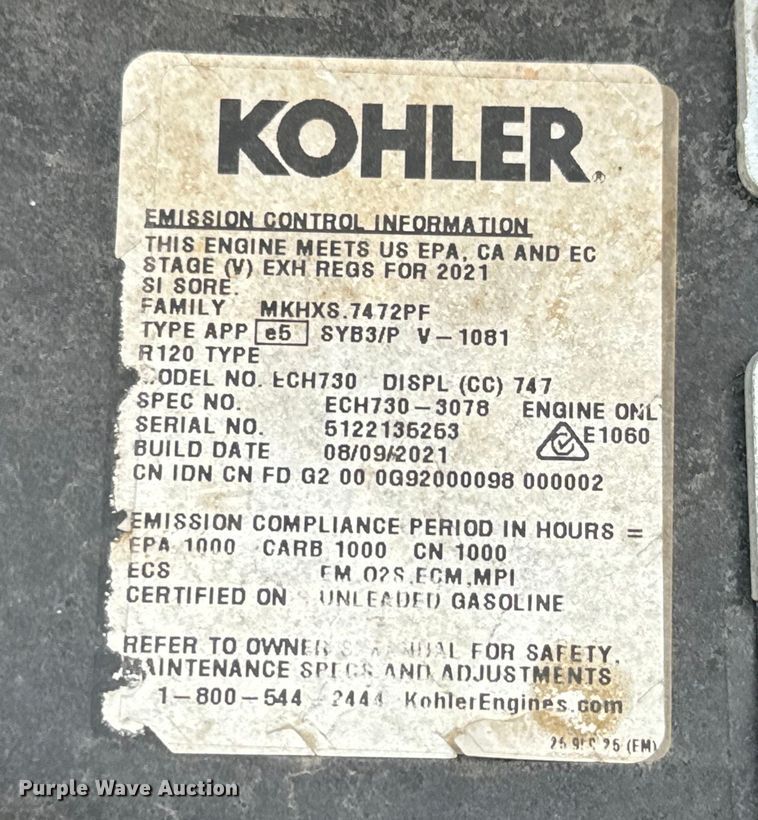 KOHLER®
EMISSION CONTROL INFORMATION
THIS ENGINE MEETS US EPA, CA AND EC
STAGE (V) EXH REGS FOR 2021
SI SORE.
FAMILY MKHXS.7472PF
TYPE APP e5 SYB3/P V-1081
R120 TYPE
ODEL NO. ECH730 DISPL (CC) 747
SPEC NO. ECH730-3078 ENGINE ONL
SERIAL NO. 5122135253 E1060
BUILD DATE 08/09/2021
CN IDN CN FD G2 00 0G92000098 000002
EMISSION COMPLIANCE PERIOD IN HOURS =
EPA 1000 CARB 1000 CN 1000
ECS EM,O2S,ECM,MPI
CERTIFIED ON UNLEADED GASOLINE
REFER TO OWNER'S MANUAL FOR SAFETY,
MAINTENANCE SPECS AND ADJUSTMENTS
1-800-544-2444 KohlerEngines.com
(EM)
Purple Wave Auction